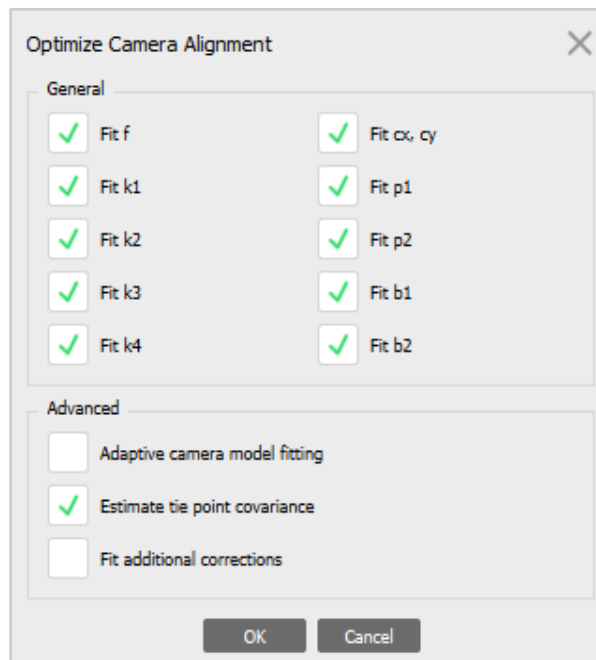 Optimize Camera Alignment
General
Fit f
Fit cx, cy
Fit k1
Fit p1
Fit k2
Fit p2
Fit k3
Fit b1
Fit k4
Fit b2
Advanced
Adaptive camera model fitting
Estimate tie point covariance
Fit additional corrections
OK
Cancel